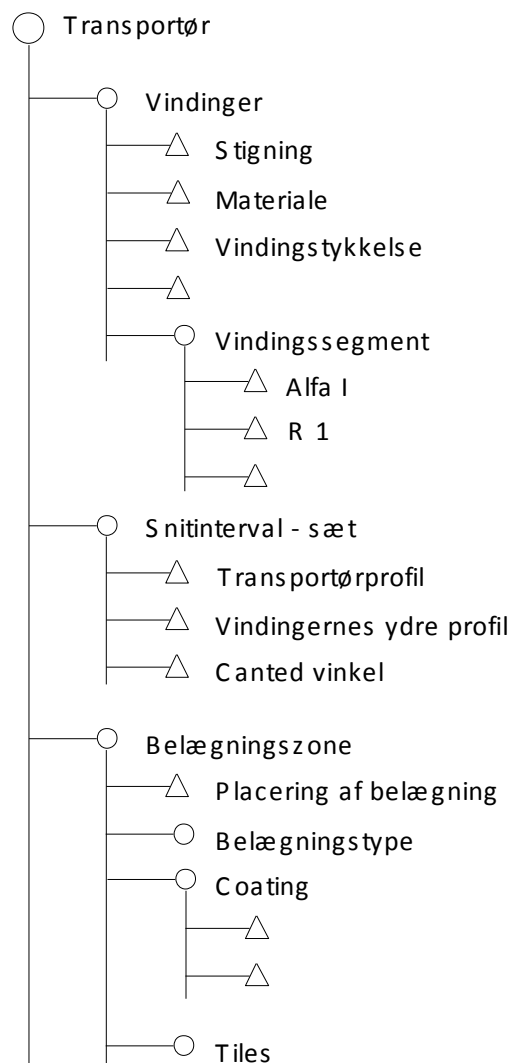 Transportør
Vindinger
Stigning
Materiale
Vindingstykkelse
Vindingssegment
Alfa I
R 1
Snitinterval - sæt
Transportørprofil
Vindingernes ydre profil
Canted vinkel
Belægningszone
Placering af belægning
Belægningstype
Coating
Tiles